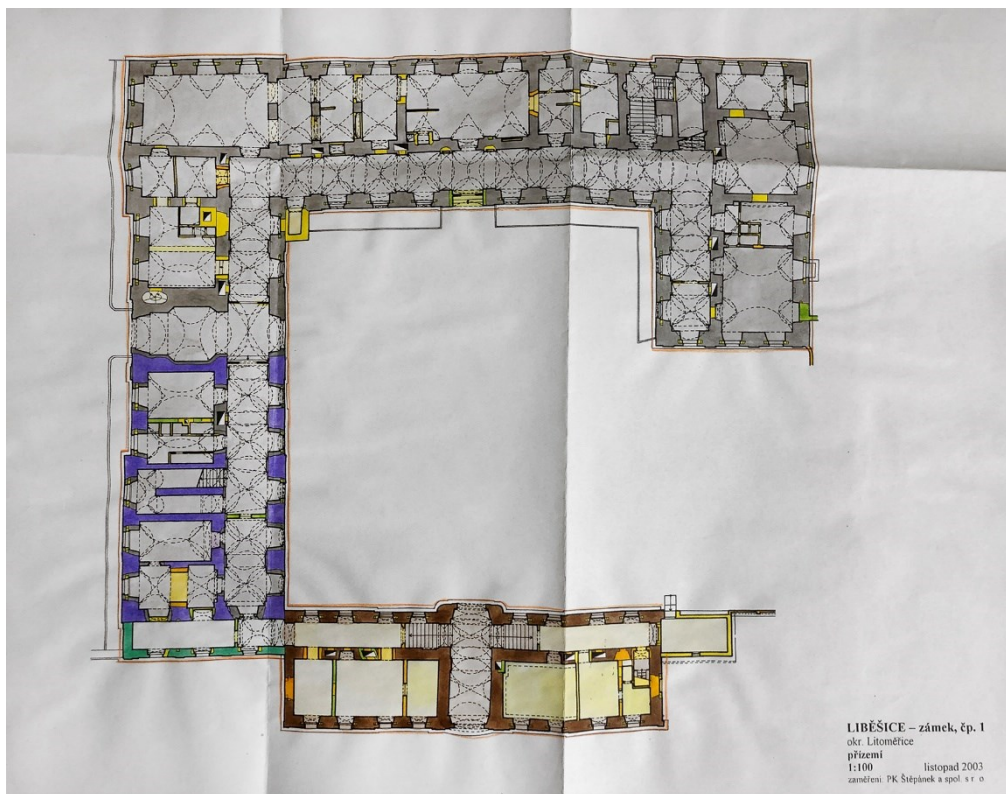 LIBĚŠICE – zámek, čp. 1
okr. Litoměřice
přízemí
1:100 listopad 2003
zaměření: PK Štěpánek a spol. s r. o